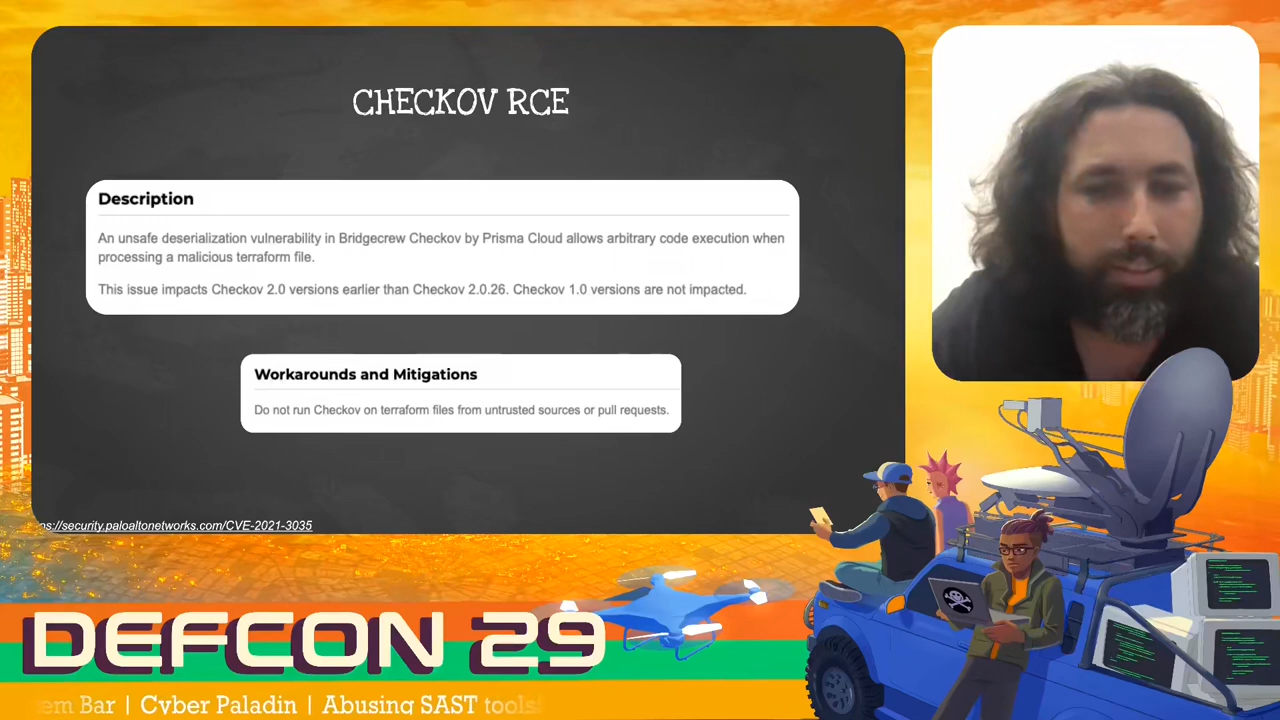 CHECKOV RCE
Description
An unsafe deserialization vulnerability in Bridgecrew Checkov by Prisma Cloud allows arbitrary code execution when
processing a malicious terraform file.
This issue impacts Checkov 2.0 versions earlier than Checkov 2.0.26. Checkov 1.0 versions are not impacted.
Workarounds and Mitigations
Do not run Checkov on terraform files from untrusted sources or pull requests.
ps://security.paloaltonetworks.com/CVE-2021-3035
DEFCON 29
em Bar | Cyber Paladin | Abusing SAST tools